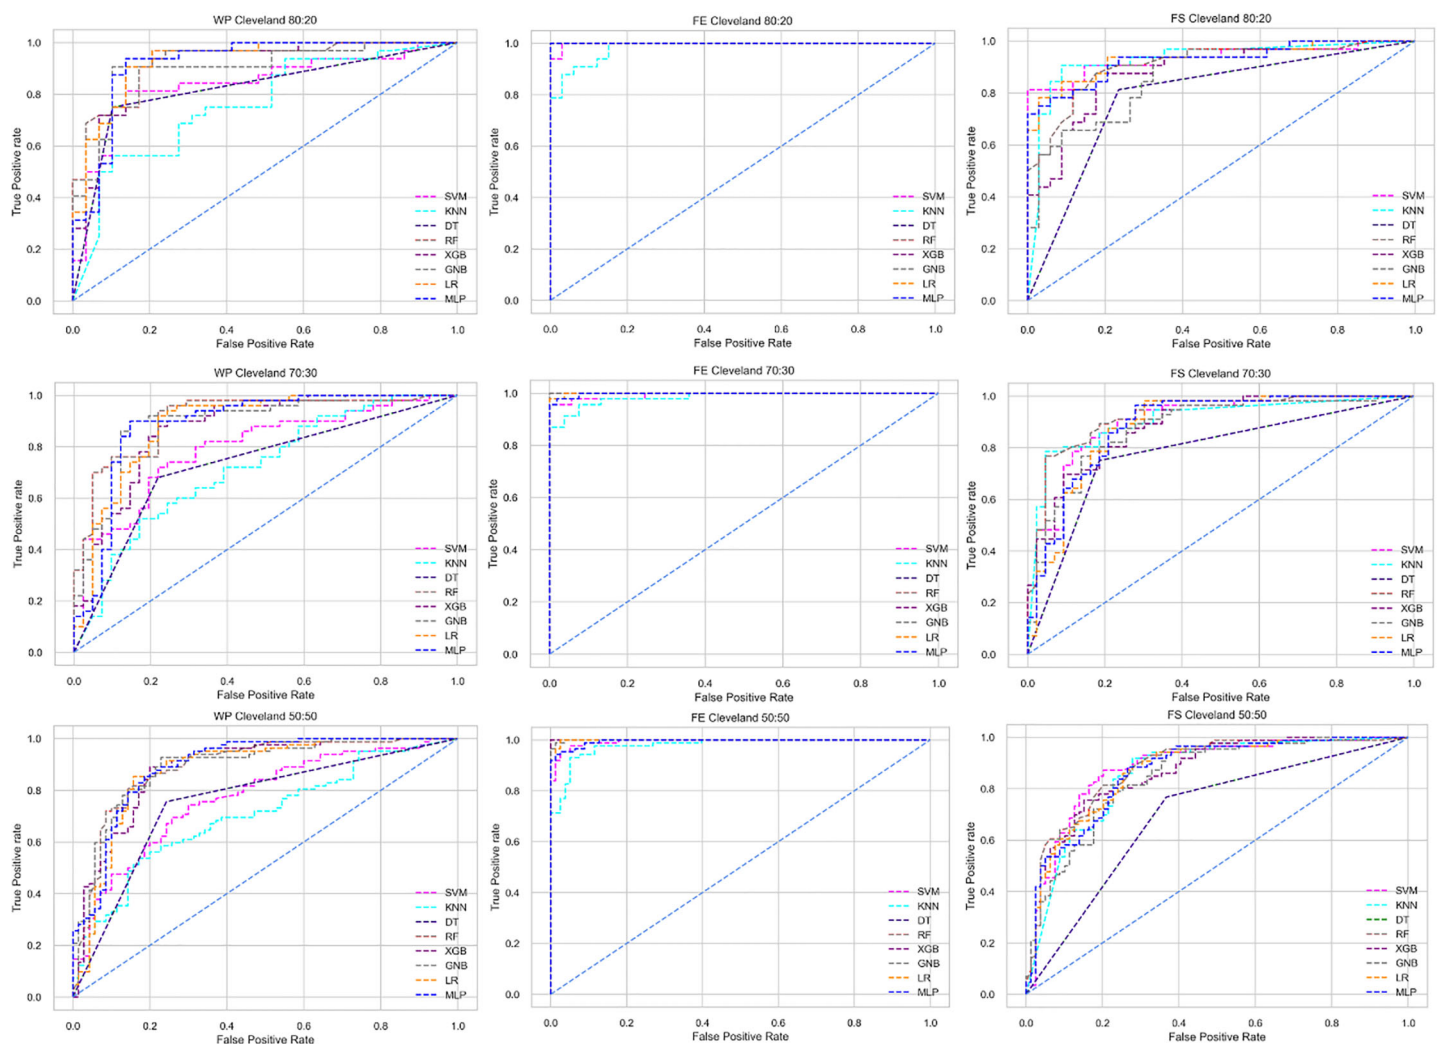 WP Cleveland 80:20
True Positive rate
1.0
0.8
0.6
0.4
0.2
0.0
SVM
KNN
DT
RF
XGB
GNB
LR
MLP
0.0 0.2 0.4 0.6 0.8 1.0
False Positive Rate
FE Cleveland 80:20
True Positive rate
1.0
0.8
0.6
0.4
0.2
0.0
SVM
KNN
DT
RF
XGB
GNB
LR
MLP
0.0 0.2 0.4 0.6 0.8 1.0
False Positive Rate
FS Cleveland 80:20
True Positive rate
1.0
0.8
0.6
0.4
0.2
0.0
SVM
KNN
DT
RF
XGB
GNB
LR
MLP
0.0 0.2 0.4 0.6 0.8 1.0
False Positive Rate
WP Cleveland 70:30
True Positive rate
1.0
0.8
0.6
0.4
0.2
0.0
SVM
KNN
DT
RF
XGB
GNB
LR
MLP
0.0 0.2 0.4 0.6 0.8 1.0
False Positive Rate
FE Cleveland 70:30
True Positive rate
1.0
0.8
0.6
0.4
0.2
0.0
SVM
KNN
DT
RF
XGB
GNB
LR
MLP
0.0 0.2 0.4 0.6 0.8 1.0
False Positive Rate
FS Cleveland 70:30
True Positive rate
1.0
0.8
0.6
0.4
0.2
0.0
SVM
KNN
DT
RF
XGB
GNB
LR
MLP
0.0 0.2 0.4 0.6 0.8 1.0
False Positive Rate
WP Cleveland 50:50
True Positive rate
1.0
0.8
0.6
0.4
0.2
0.0
SVM
KNN
DT
RF
XGB
GNB
LR
MLP
0.0 0.2 0.4 0.6 0.8 1.0
False Positive Rate
FE Cleveland 50:50
True Positive rate
1.0
0.8
0.6
0.4
0.2
0.0
SVM
KNN
DT
RF
XGB
GNB
LR
MLP
0.0 0.2 0.4 0.6 0.8 1.0
False Positive Rate
FS Cleveland 50:50
True Positive rate
1.0
0.8
0.6
0.4
0.2
0.0
SVM
KNN
DT
RF
XGB
GNB
LR
MLP
0.0 0.2 0.4 0.6 0.8 1.0
False Positive Rate